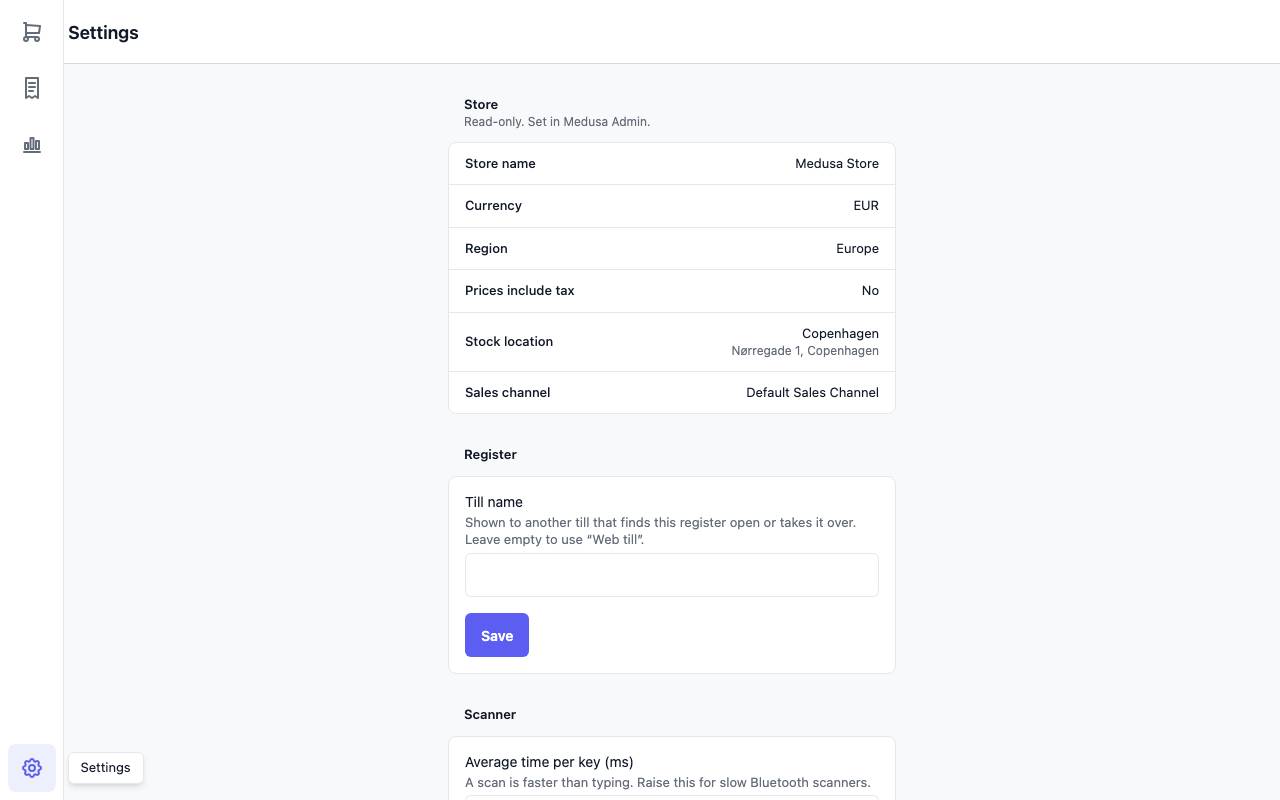 Settings
Store
Read-only. Set in Medusa Admin.
Store name
Medusa Store
Currency
EUR
Region
Europe
Prices include tax
No
Stock location
Copenhagen
Nørregade 1, Copenhagen
Sales channel
Default Sales Channel
Register
Till name
Shown to another till that finds this register open or takes it over.
Leave empty to use “Web till”.
Save
Scanner
Average time per key (ms)
A scan is faster than typing. Raise this for slow Bluetooth scanners.
Settings